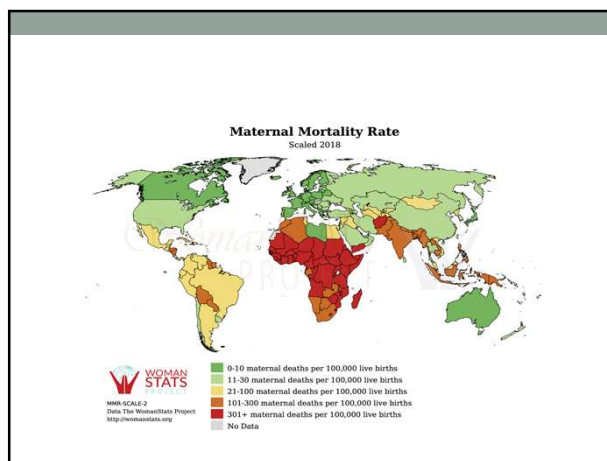 Maternal Mortality Rate
Scaled 2018
WOMAN
STATS
PROJECT
MMR-SCALE-2
Data The WomanStats Project
http://womanstats.org
0-10 maternal deaths per 100,000 live births
11-30 maternal deaths per 100,000 live births
21-100 maternal deaths per 100,000 live births
101-300 maternal deaths per 100,000 live births
301+ maternal deaths per 100,000 live births
No Data